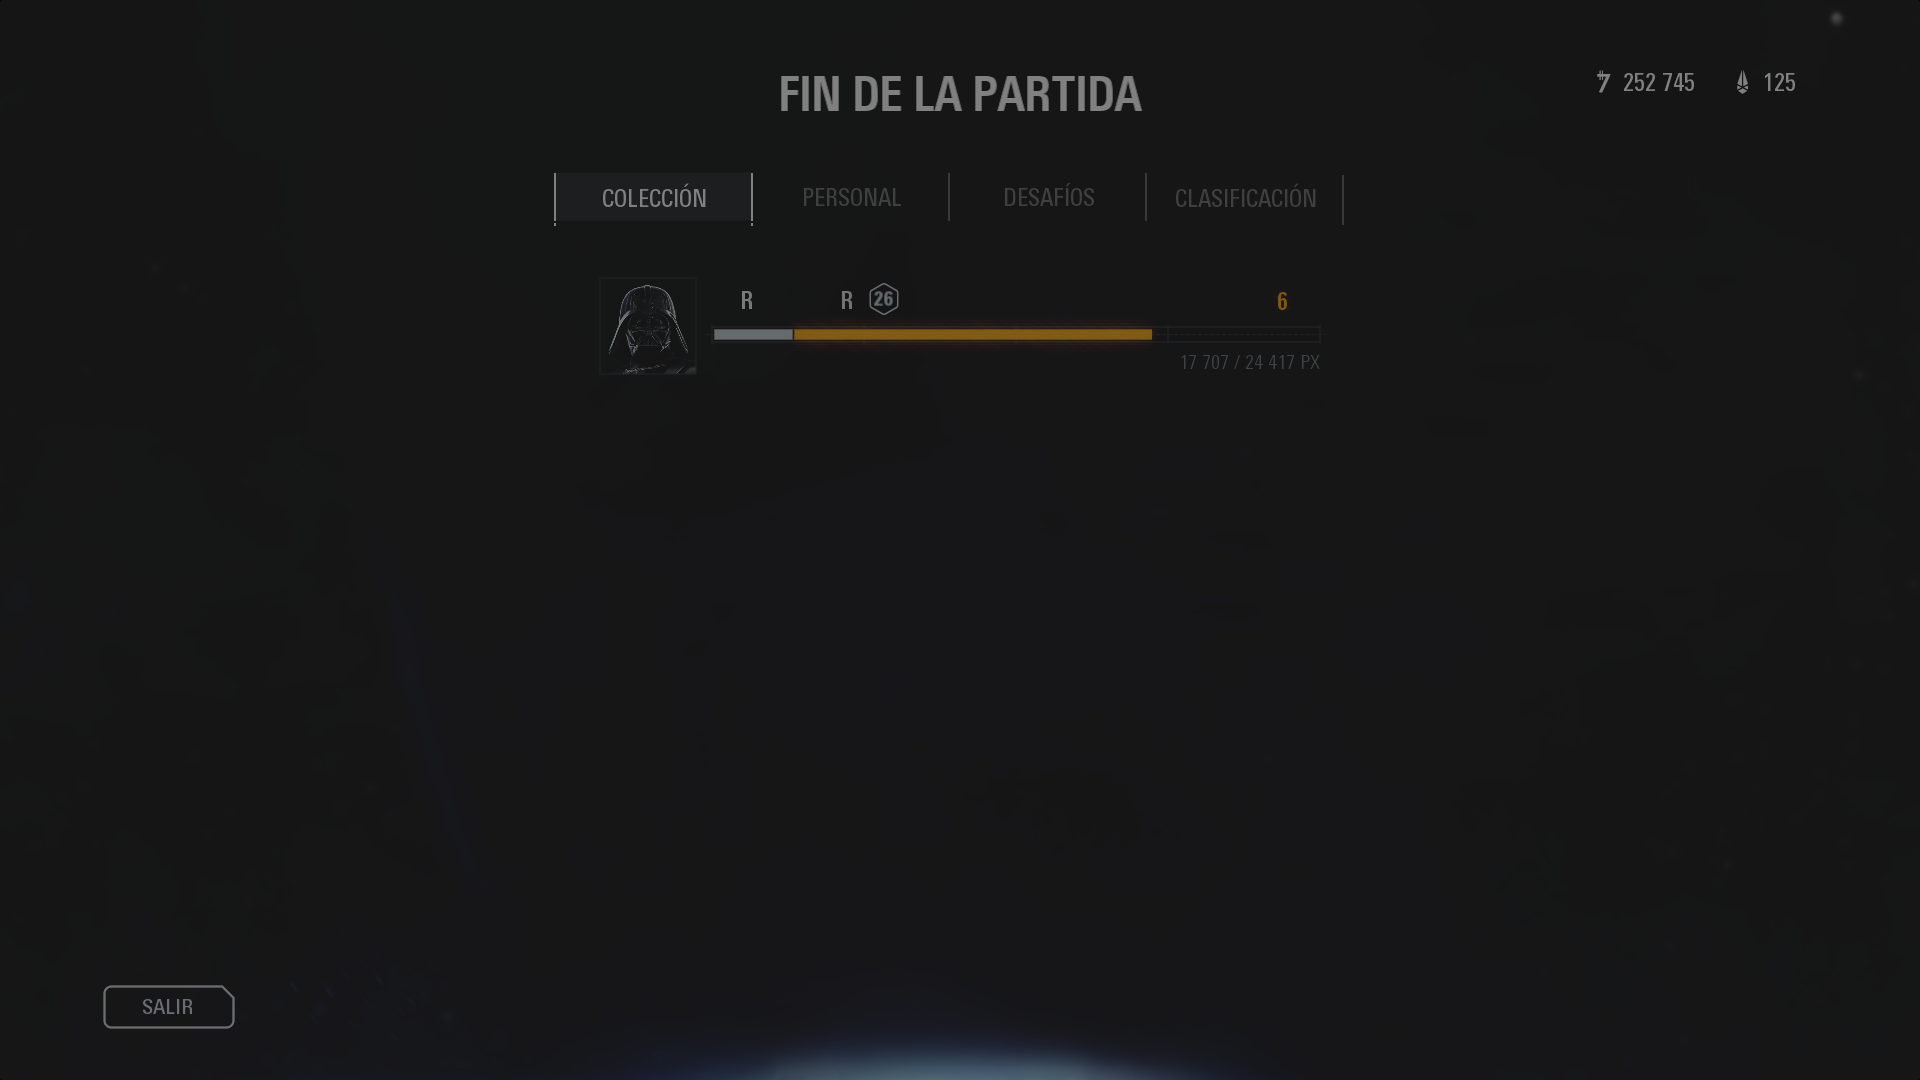 FIN DE LA PARTIDA
252 745 125
COLECCIÓN PERSONAL DESAFÍOS CLASIFICACIÓN
R R 26 6
17 707 / 24 417 PX
SALIR